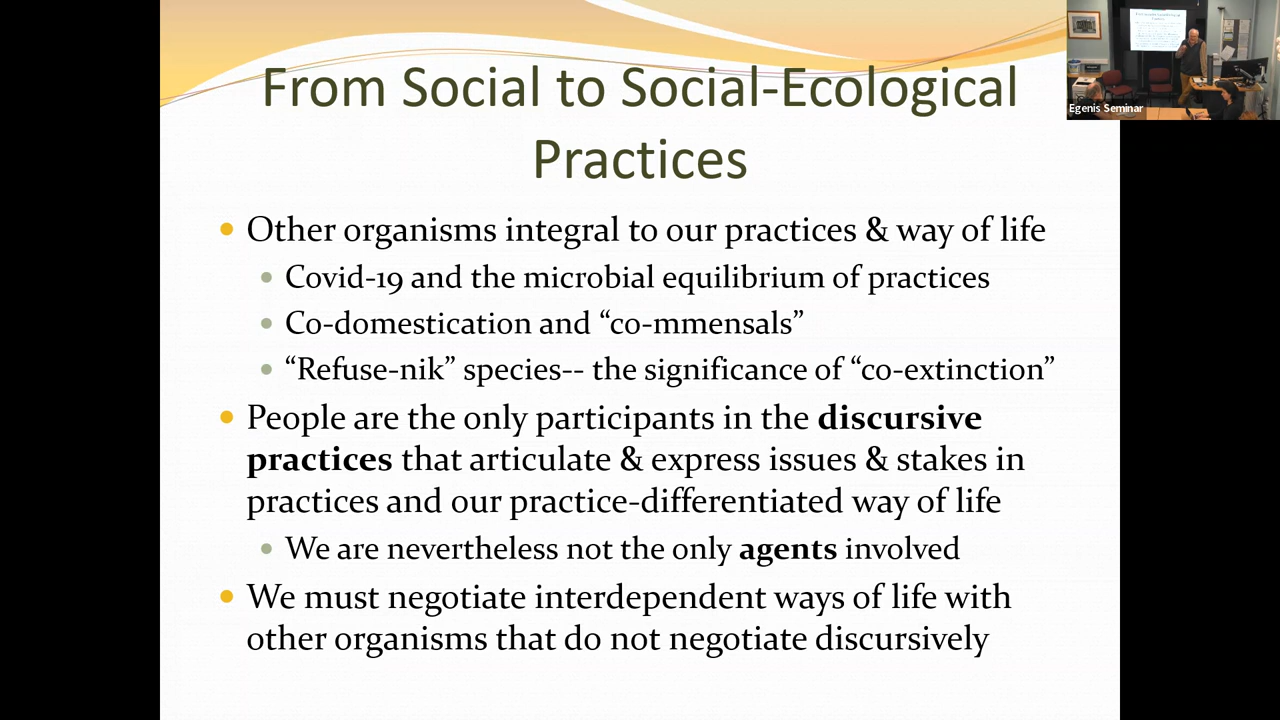 From Social to Social-Ecological
Practices
Egenis Seminar
• Other organisms integral to our practices & way of life
• Covid-19 and the microbial equilibrium of practices
• Co-domestication and “co-mmensals”
• “Refuse-nik” species-- the significance of “co-extinction”
• People are the only participants in the discursive
practices that articulate & express issues & stakes in
practices and our practice-differentiated way of life
• We are nevertheless not the only agents involved
• We must negotiate interdependent ways of life with
other organisms that do not negotiate discursively